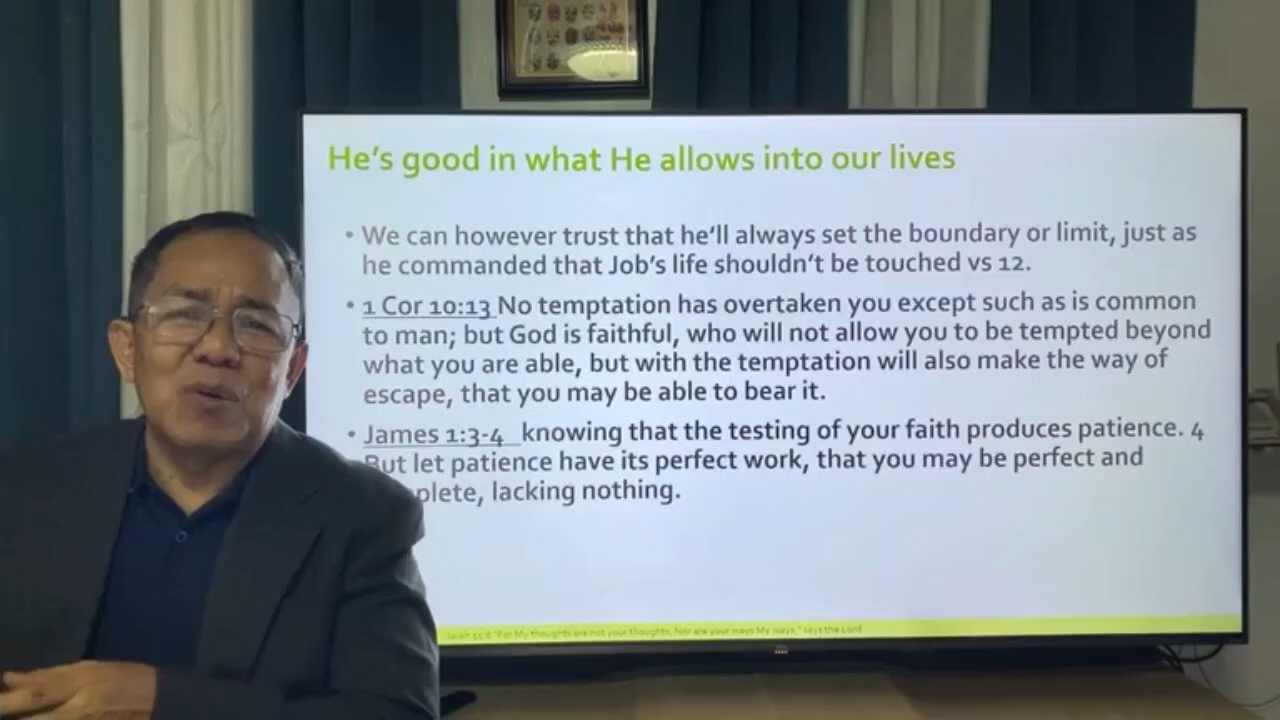 He's good in what He allows into our lives
• We can however trust that he'll always set the boundary or limit, just as
he commanded that Job's life shouldn't be touched vs 12.
• 1 Cor 10:13 No temptation has overtaken you except such as is common
to man; but God is faithful, who will not allow you to be tempted beyond
what you are able, but with the temptation will also make the way of
escape, that you may be able to bear it.
• James 1:3-4 knowing that the testing of your faith produces patience. 4
But let patience have its perfect work, that you may be perfect and
plete, lacking nothing.
"For My thoughts are not your thoughts, Nor are your ways My ways," says the Lord